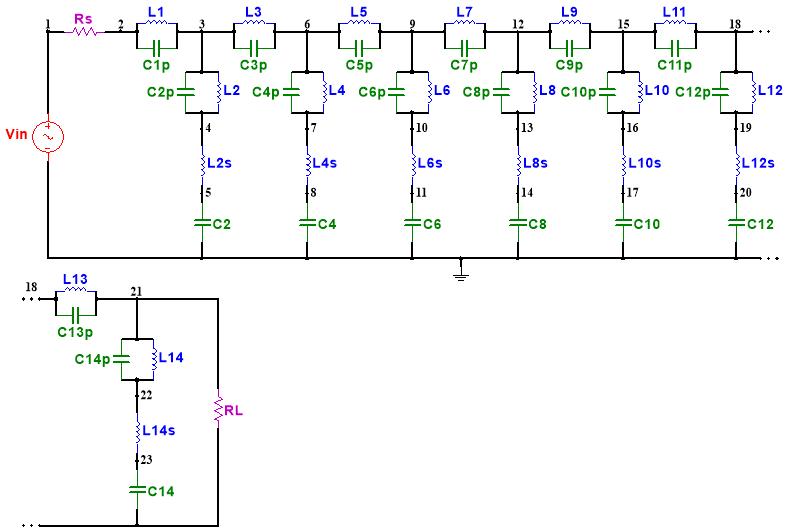 L1 L3 L5 L7 L9 L11
1 Rs 2 3 6 9 12 15 18
C1p C3p C5p C7p C9p C11p
C2p L2 C4p L4 C6p L6 C8p L8 C10p L10 C12p L12
Vin + ~ -
4 7 10 13 16 19
L2s L4s L6s L8s L10s L12s
5 8 11 14 17 20
C2 C4 C6 C8 C10 C12
L13
18 21
C13p
C14p L14
22
L14s RL
23
C14